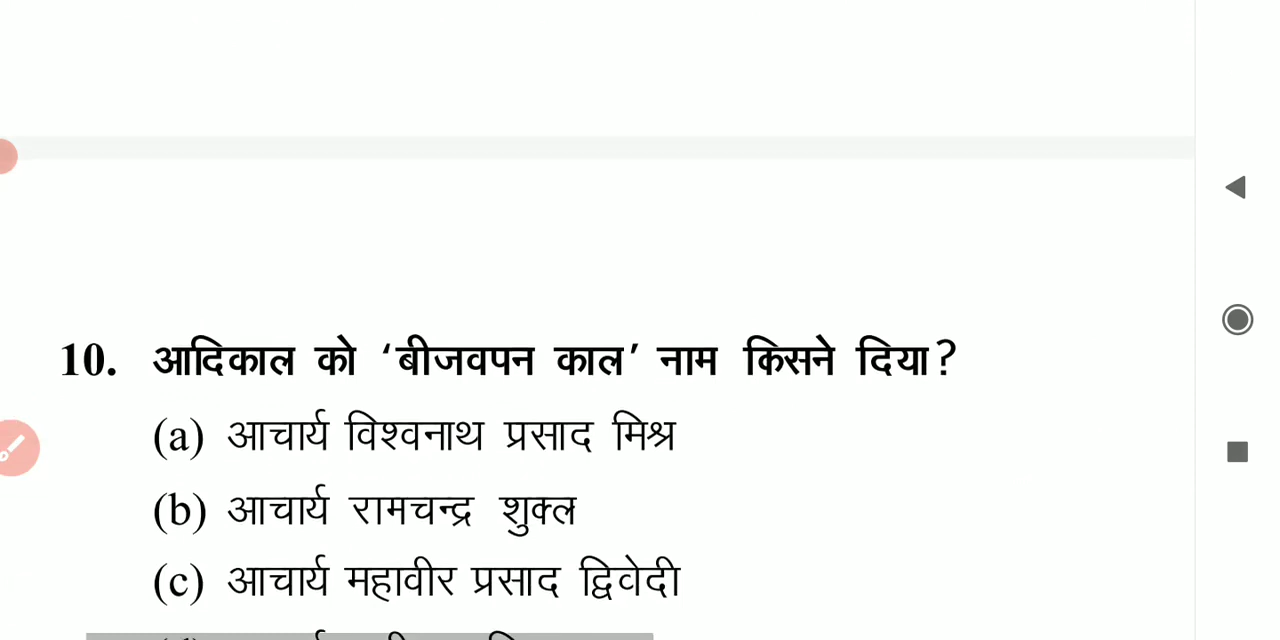 10. आदिकाल को ‘बीजवपन काल’ नाम किसने दिया?
(a) आचार्य विश्वनाथ प्रसाद मिश्र
(b) आचार्य रामचन्द्र शुक्ल
(c) आचार्य महावीर प्रसाद द्विवेदी